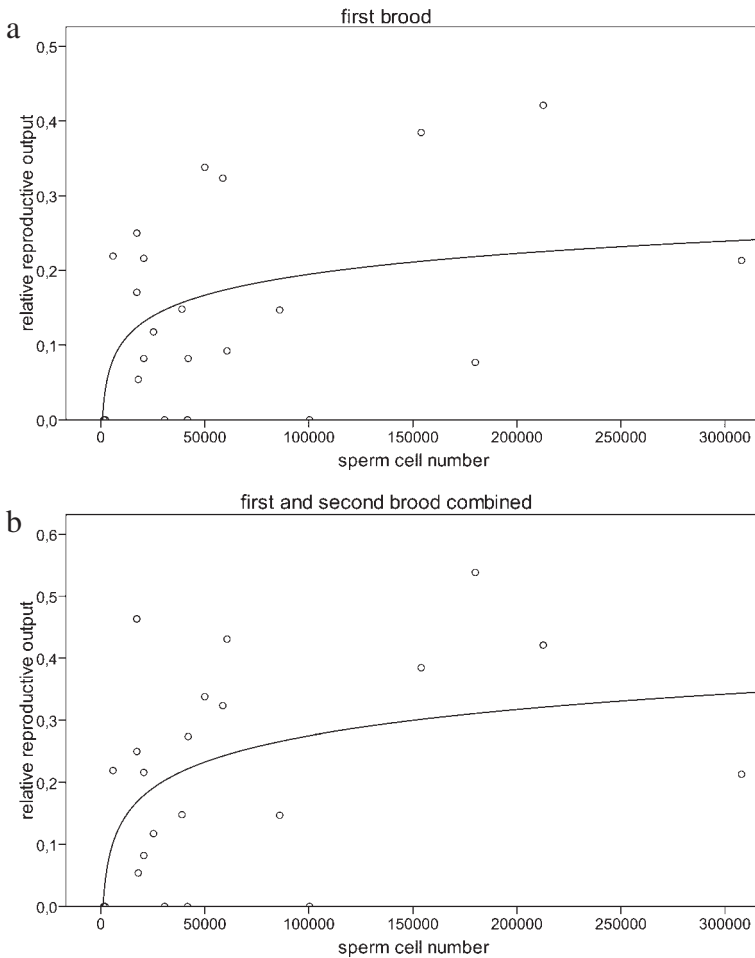 a
first brood
0,5
0,4
0,3
0,2
0,1
0,0
relative reproductive output
0 50000 100000 150000 200000 250000 300000
sperm cell number
b
first and second brood combined
0,6
0,5
0,4
0,3
0,2
0,1
0,0
relative reproductive output
0 50000 100000 150000 200000 250000 300000
sperm cell number